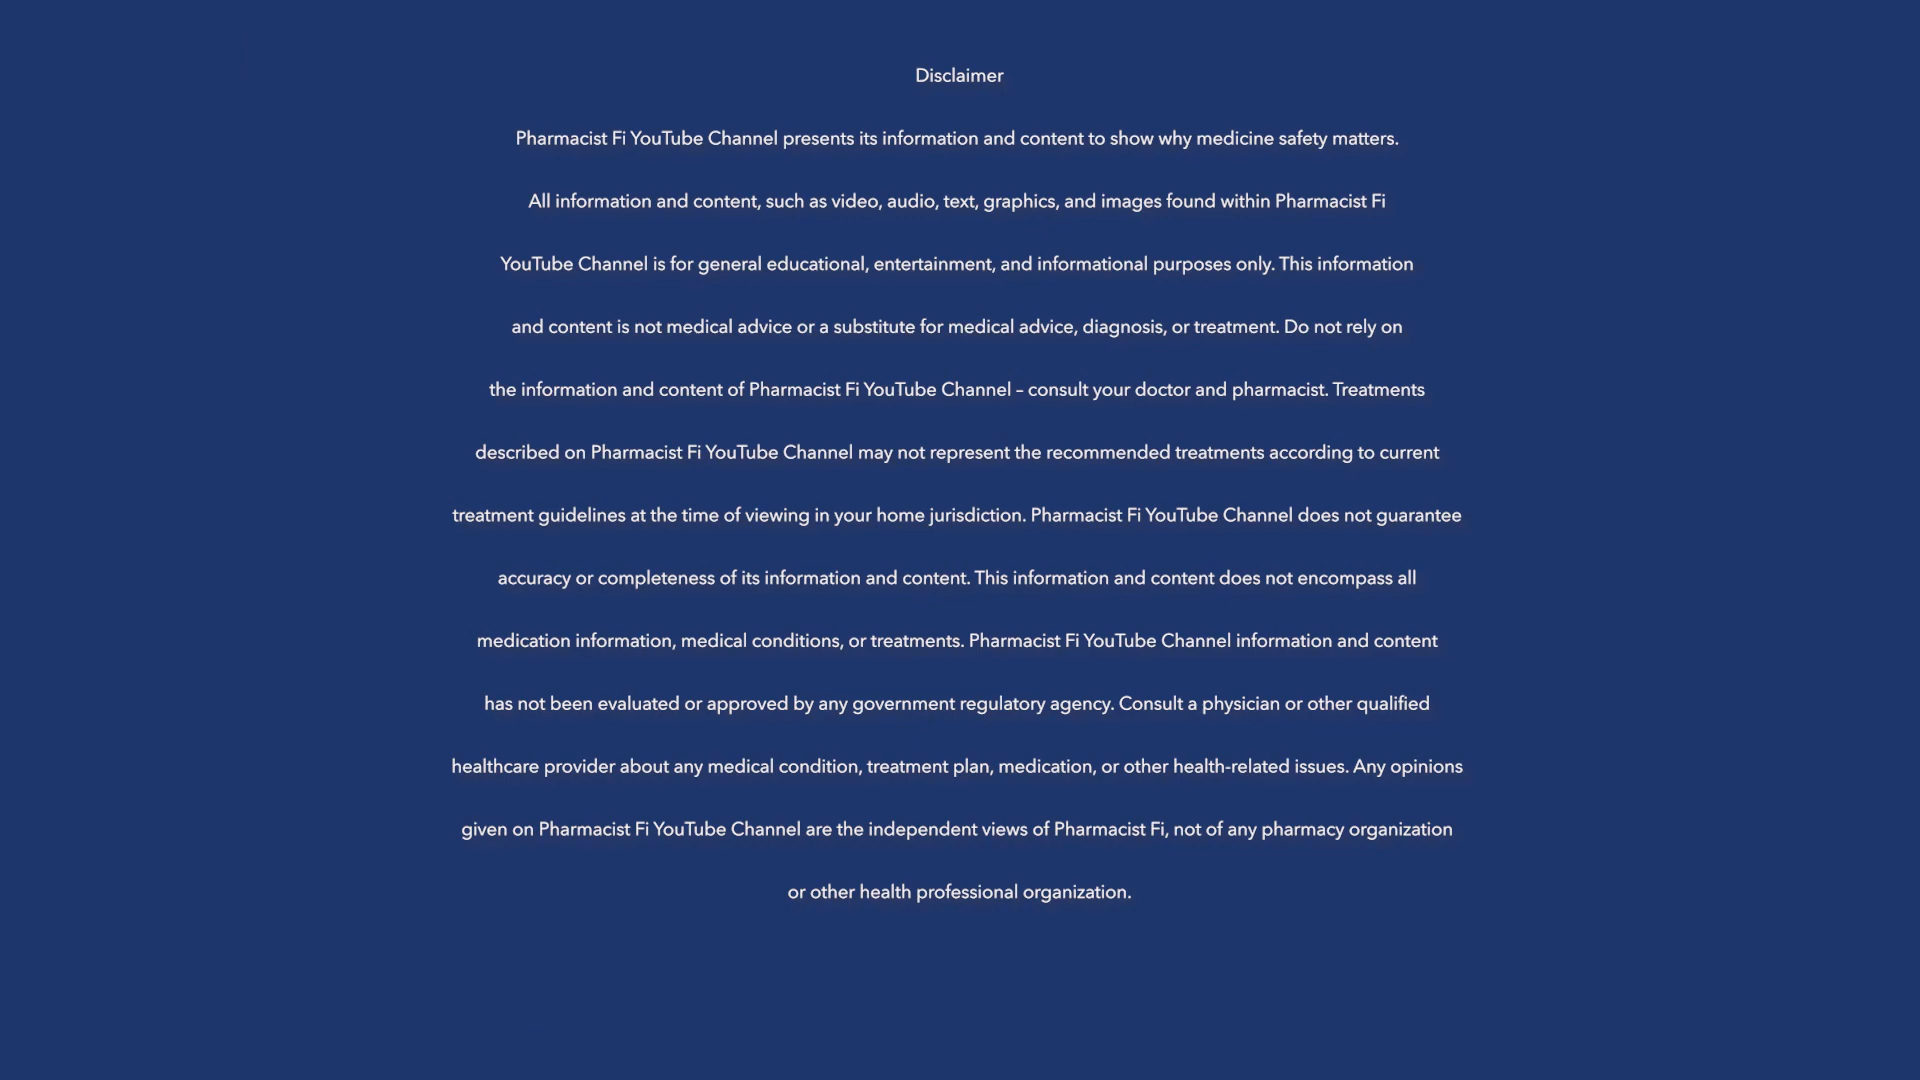 Disclaimer
Pharmacist Fi YouTube Channel presents its information and content to show why medicine safety matters.
All information and content, such as video, audio, text, graphics, and images found within Pharmacist Fi
YouTube Channel is for general educational, entertainment, and informational purposes only. This information
and content is not medical advice or a substitute for medical advice, diagnosis, or treatment. Do not rely on
the information and content of Pharmacist Fi YouTube Channel – consult your doctor and pharmacist. Treatments
described on Pharmacist Fi YouTube Channel may not represent the recommended treatments according to current
treatment guidelines at the time of viewing in your home jurisdiction. Pharmacist Fi YouTube Channel does not guarantee
accuracy or completeness of its information and content. This information and content does not encompass all
medication information, medical conditions, or treatments. Pharmacist Fi YouTube Channel information and content
has not been evaluated or approved by any government regulatory agency. Consult a physician or other qualified
healthcare provider about any medical condition, treatment plan, medication, or other health-related issues. Any opinions
given on Pharmacist Fi YouTube Channel are the independent views of Pharmacist Fi, not of any pharmacy organization
or other health professional organization.